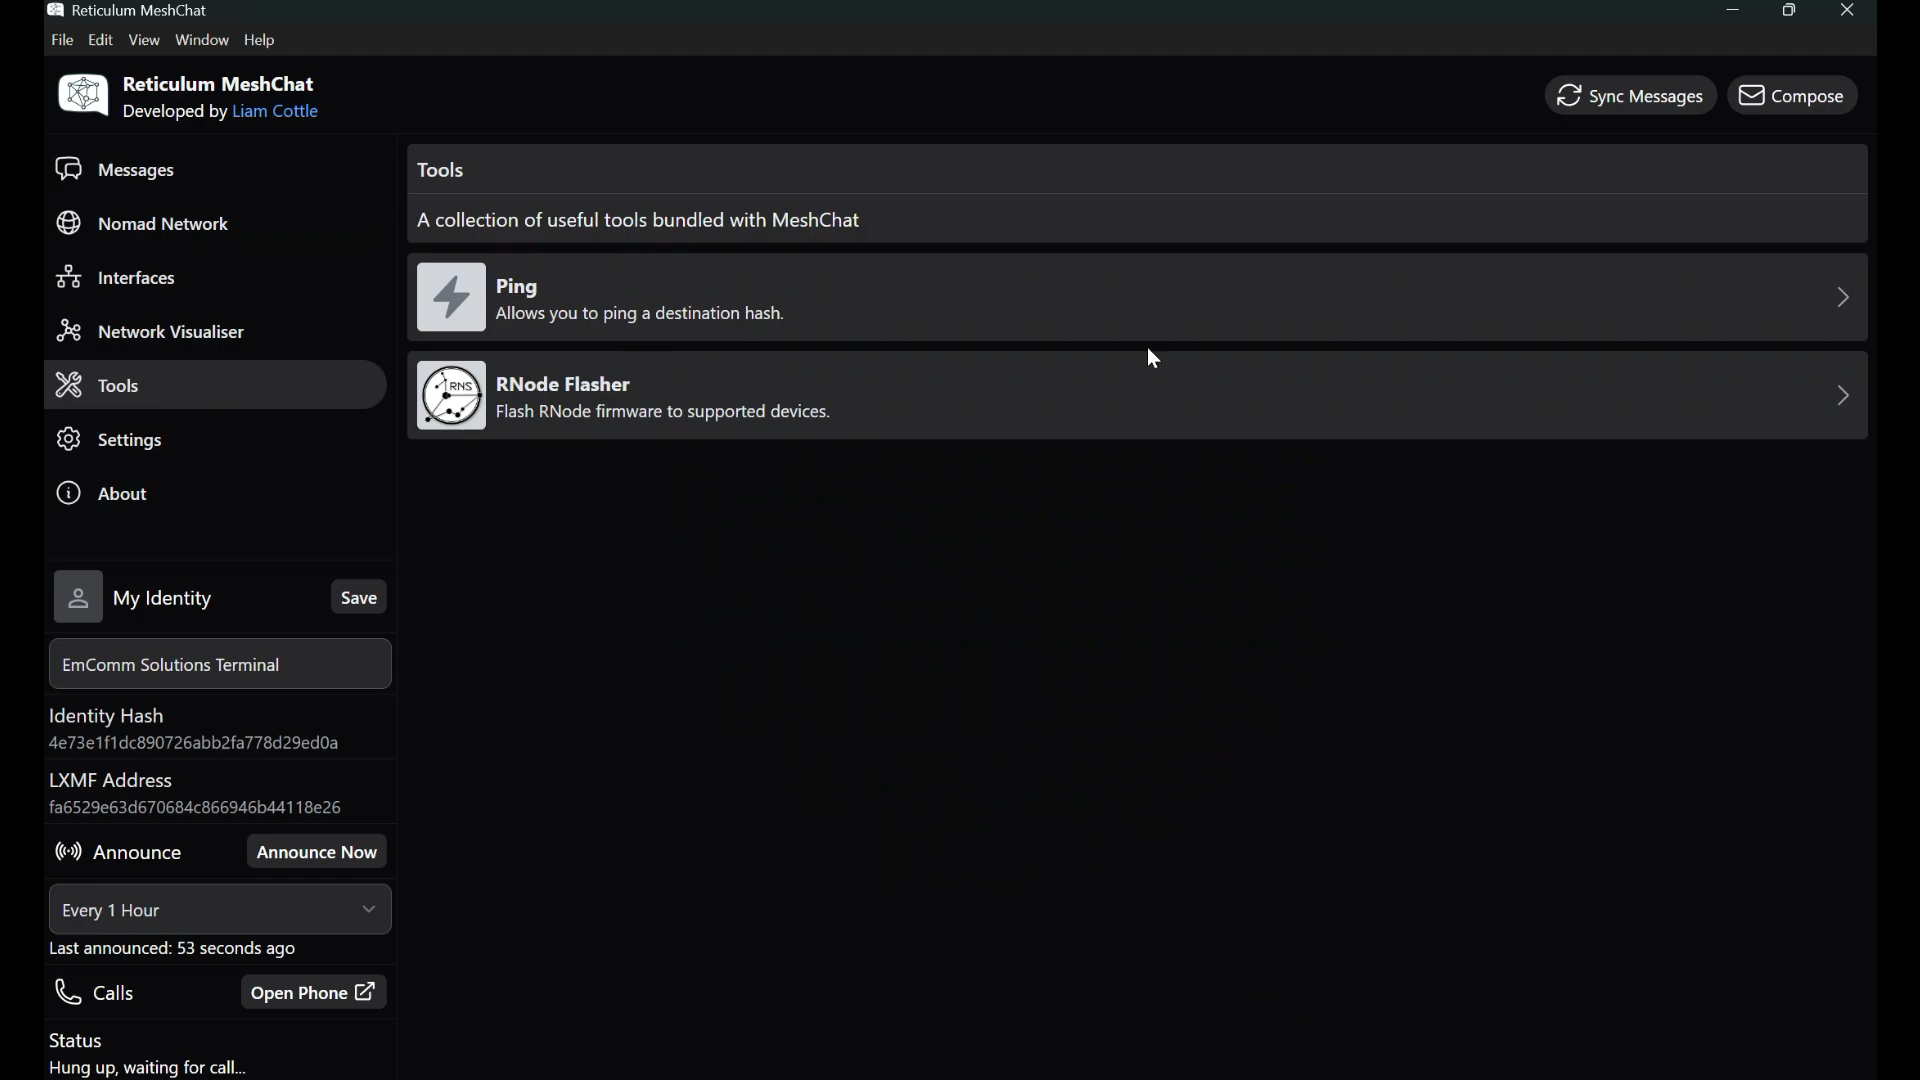 Reticulum MeshChat
File Edit View Window Help
Reticulum MeshChat
Developed by Liam Cottle
Sync Messages
Compose
Messages
Nomad Network
Interfaces
Network Visualiser
Tools
Settings
About
My Identity
Save
EmComm Solutions Terminal
Identity Hash
4e73e1f1dc890726abb2fa778d29ed0a
LXMF Address
fa6529e63d670684c866946b44118e26
Announce
Announce Now
Every 1 Hour
Last announced: 53 seconds ago
Calls
Open Phone
Status
Hung up, waiting for call...
Tools
A collection of useful tools bundled with MeshChat
Ping
Allows you to ping a destination hash.
RNS
RNode Flasher
Flash RNode firmware to supported devices.